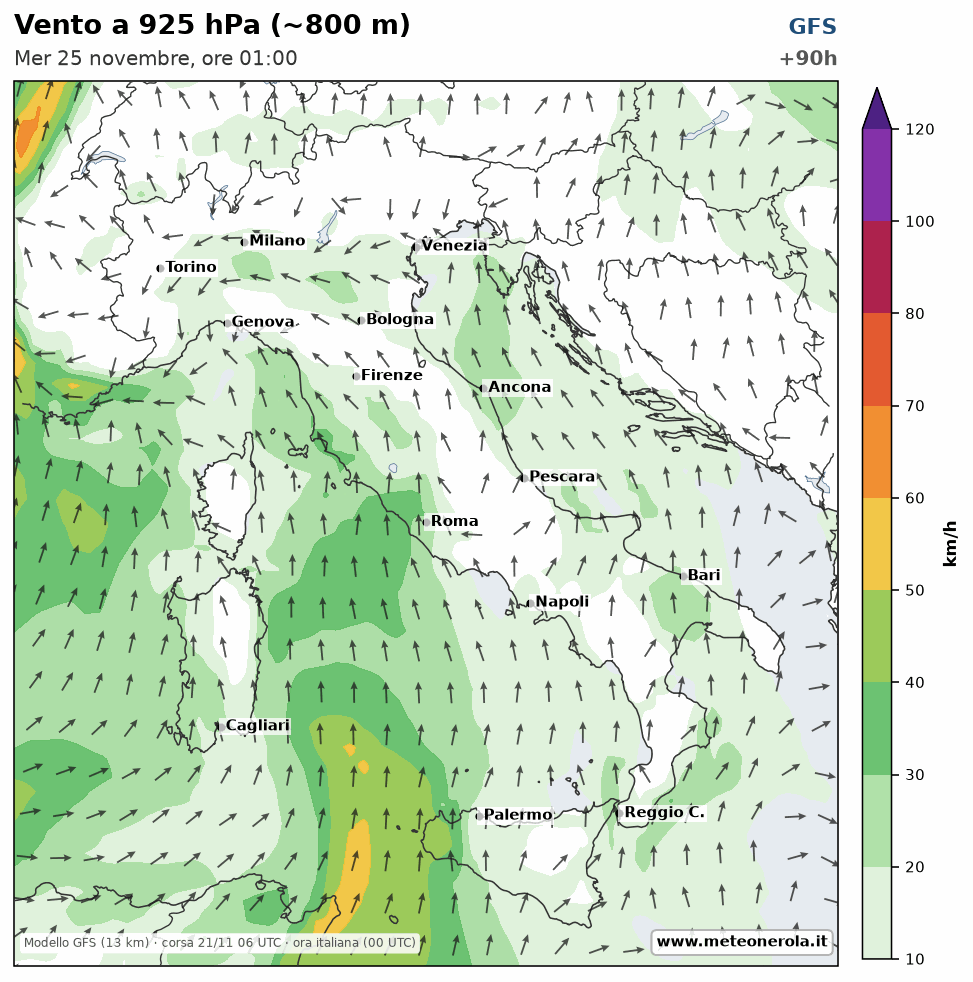 Vento a 925 hPa (~800 m)
GFS
Mer 25 novembre, ore 01:00
+90h
Milano
Venezia
Torino
Genova
Bologna
Firenze
Ancona
Pescara
Roma
Bari
Napoli
Cagliari
Palermo
Reggio C.
120
100
80
70
60
50
40
30
20
10
km/h
Modello GFS (13 km) · corsa 21/11 06 UTC · ora italiana (00 UTC)
www.meteonerola.it